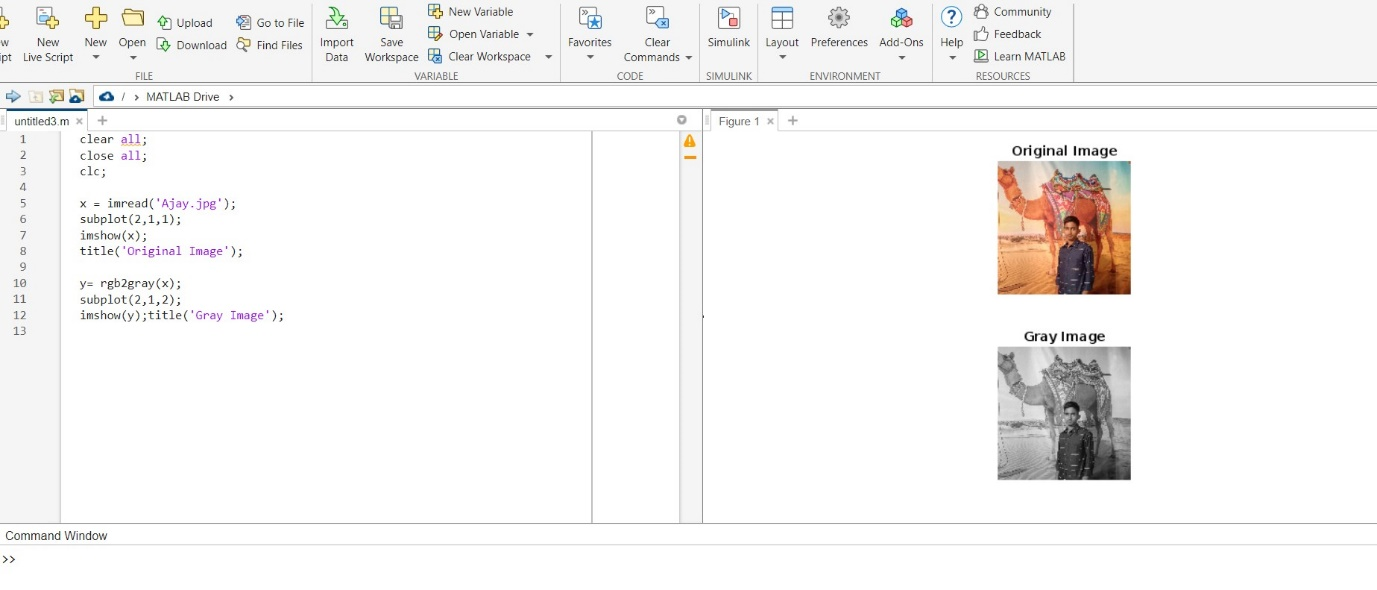 New Variable
Community
Upload
Go to File
Open Variable
Feedback
New
Live Script
New
Open
Download
Find Files
Import
Data
Save
Workspace
Clear Workspace
Favorites
Clear
Commands
Simulink
Layout
Preferences
Add-Ons
Help
Learn MATLAB
FILE
VARIABLE
CODE
SIMULINK
ENVIRONMENT
RESOURCES
/ › MATLAB Drive ›
untitled3.m × +
1 clear all;
2 close all;
3 clc;
4
5 x = imread('Ajay.jpg');
6 subplot(2,1,1);
7 imshow(x);
8 title('Original Image');
9
10 y= rgb2gray(x);
11 subplot(2,1,2);
12 imshow(y);title('Gray Image');
13
Figure 1 × +
Original Image
Gray Image
Command Window
>>